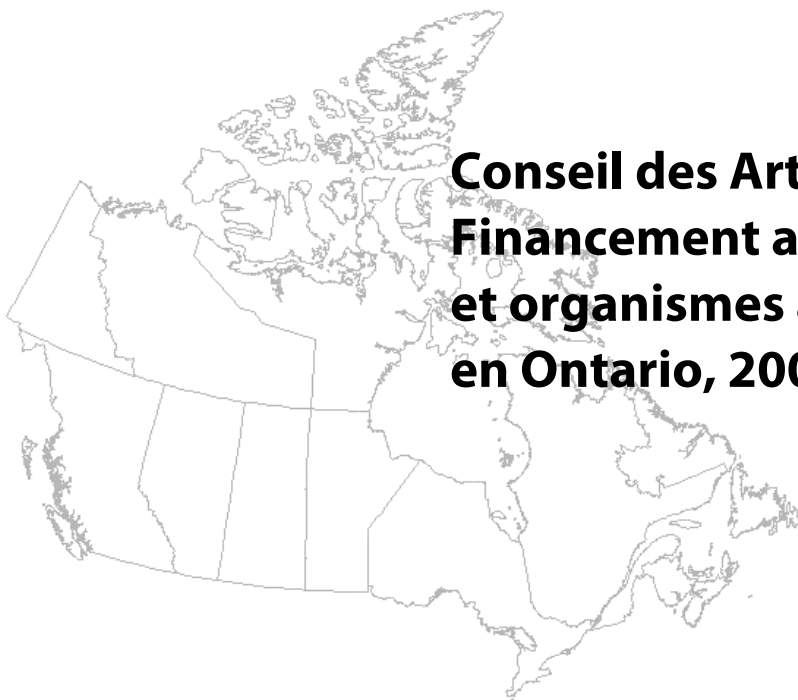 Conseil des Art
Financement a
et organismes
en Ontario, 200